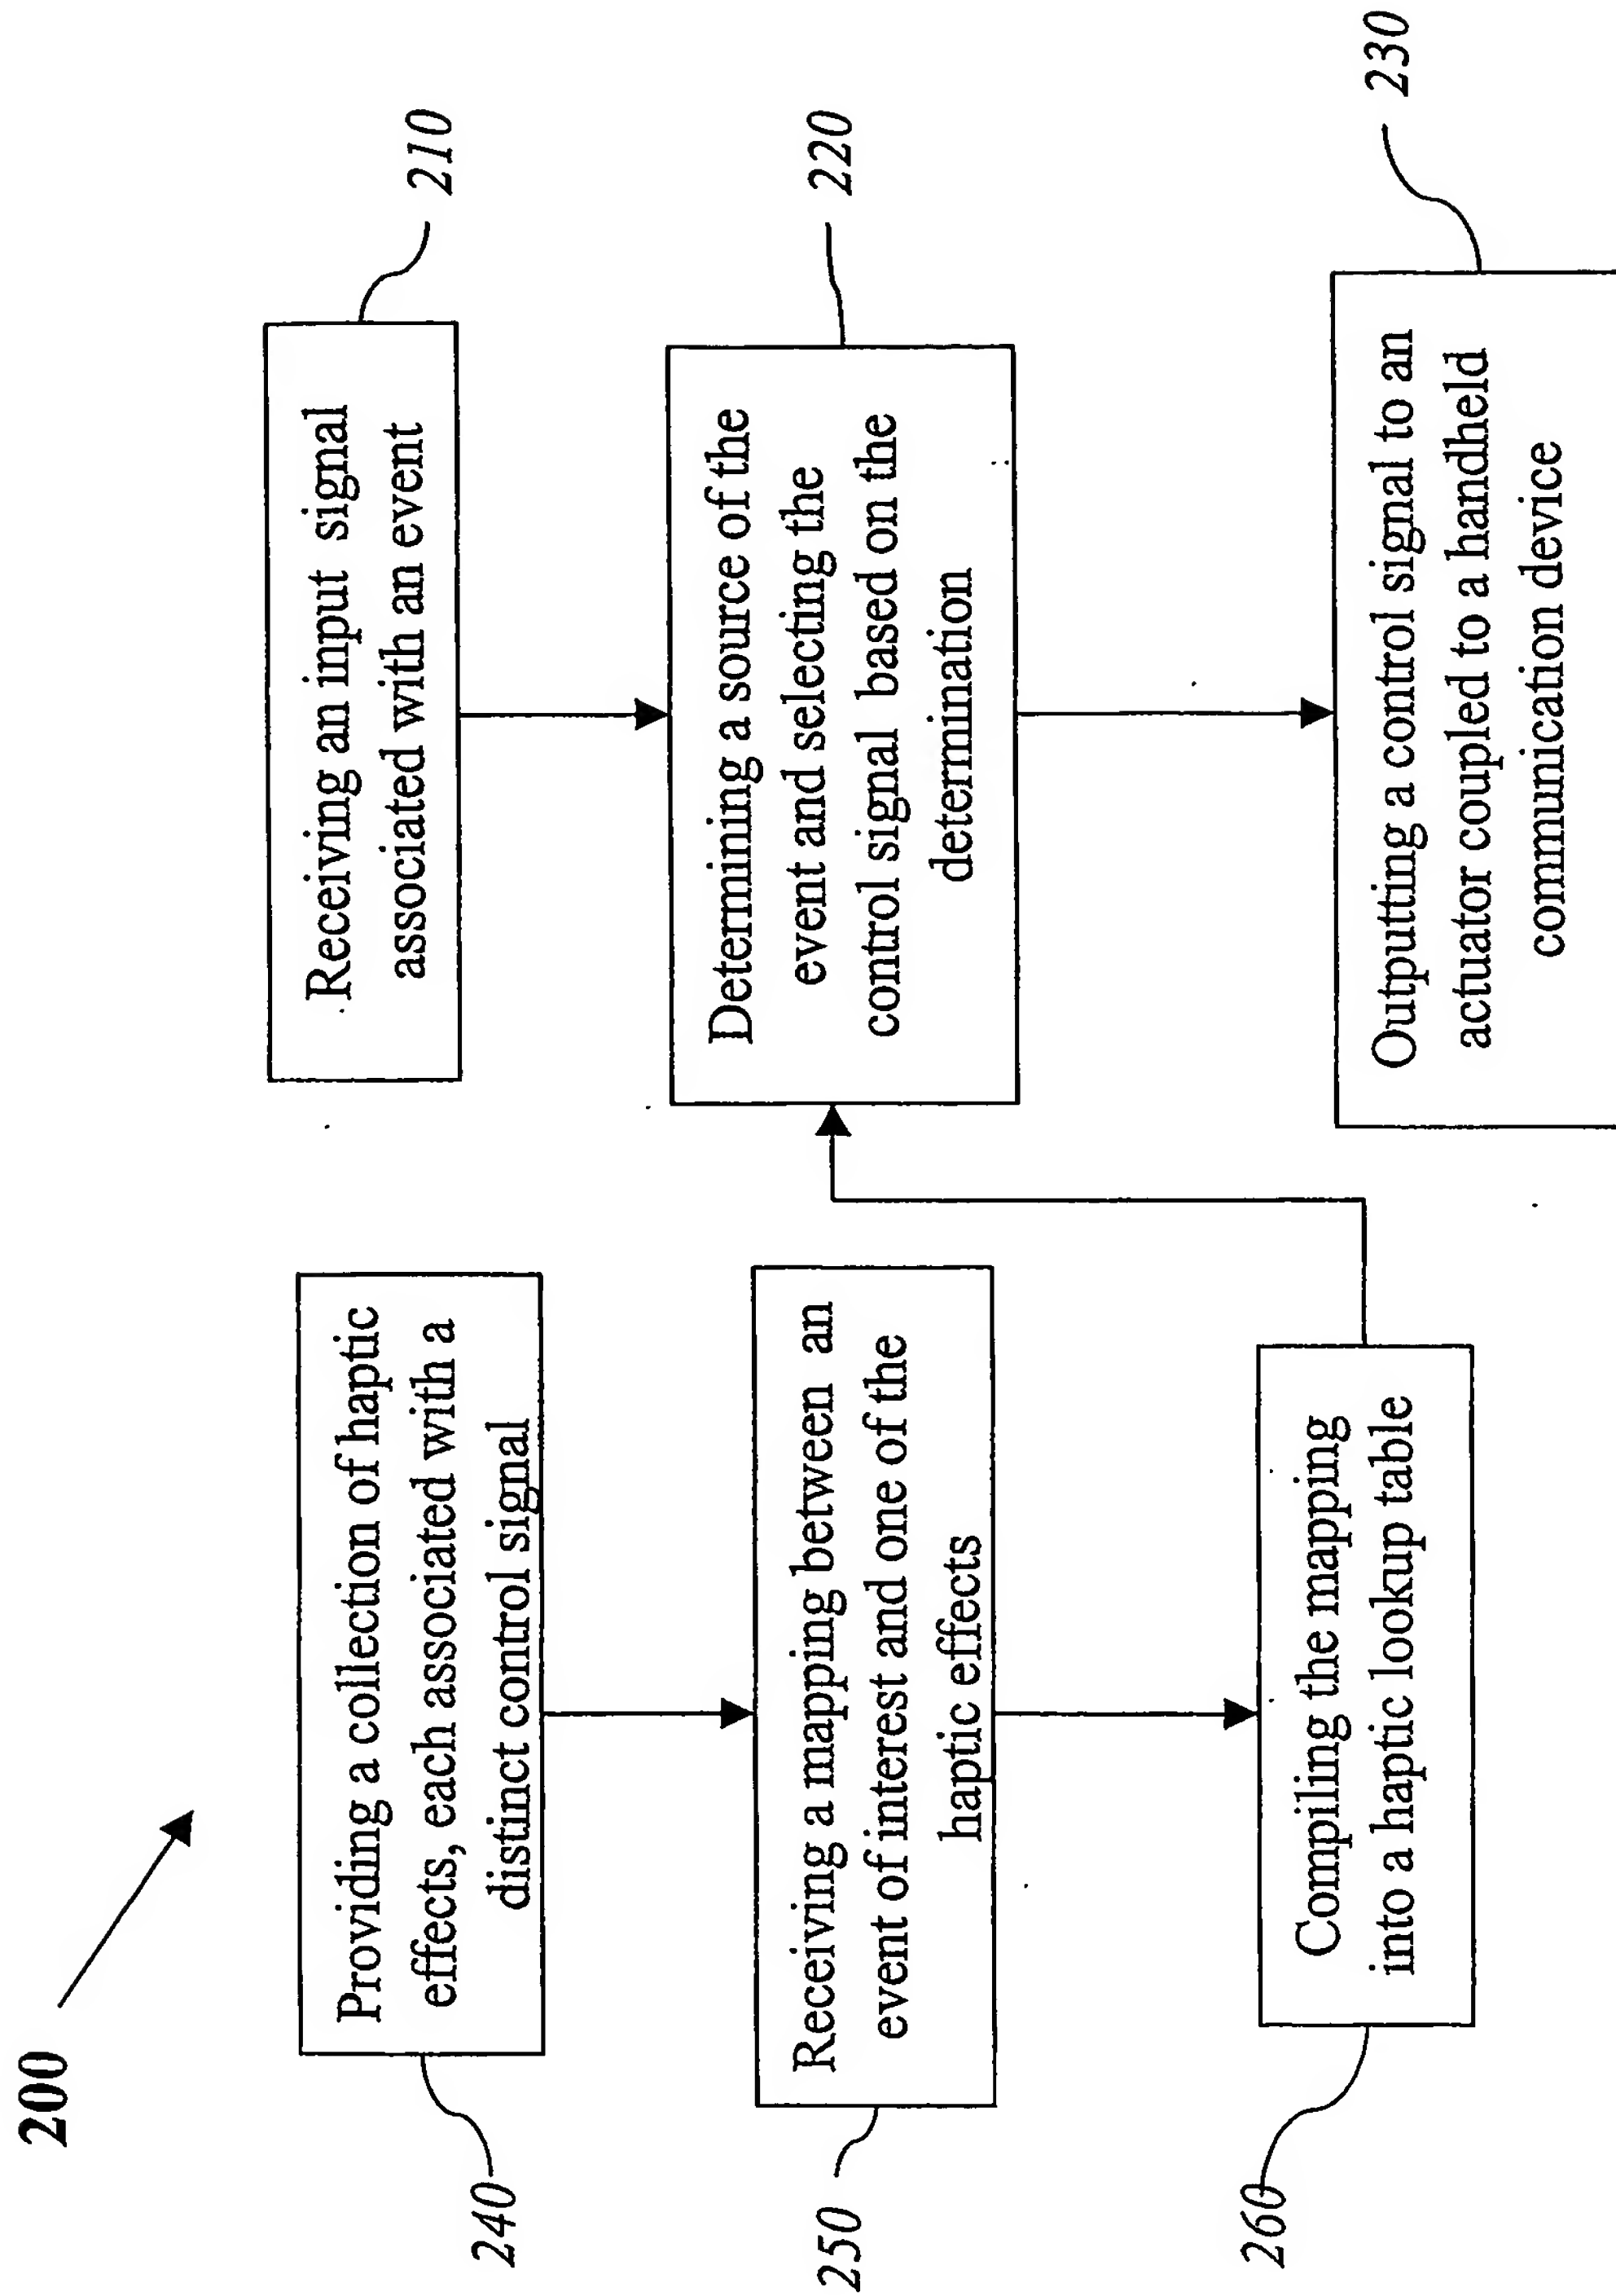 200
Providing a collection of haptic
effects, each associated with a
distinct control signal
240
Receiving a mapping between an
event of interest and one of the
haptic effects
250
Compiling the mapping
into a haptic lookup table
260
Receiving an input signal
associated with an event
210
Determining a source of the
event and selecting the
control signal based on the
determination
220
Outputting a control signal to an
actuator coupled to a handheld
communication device
230